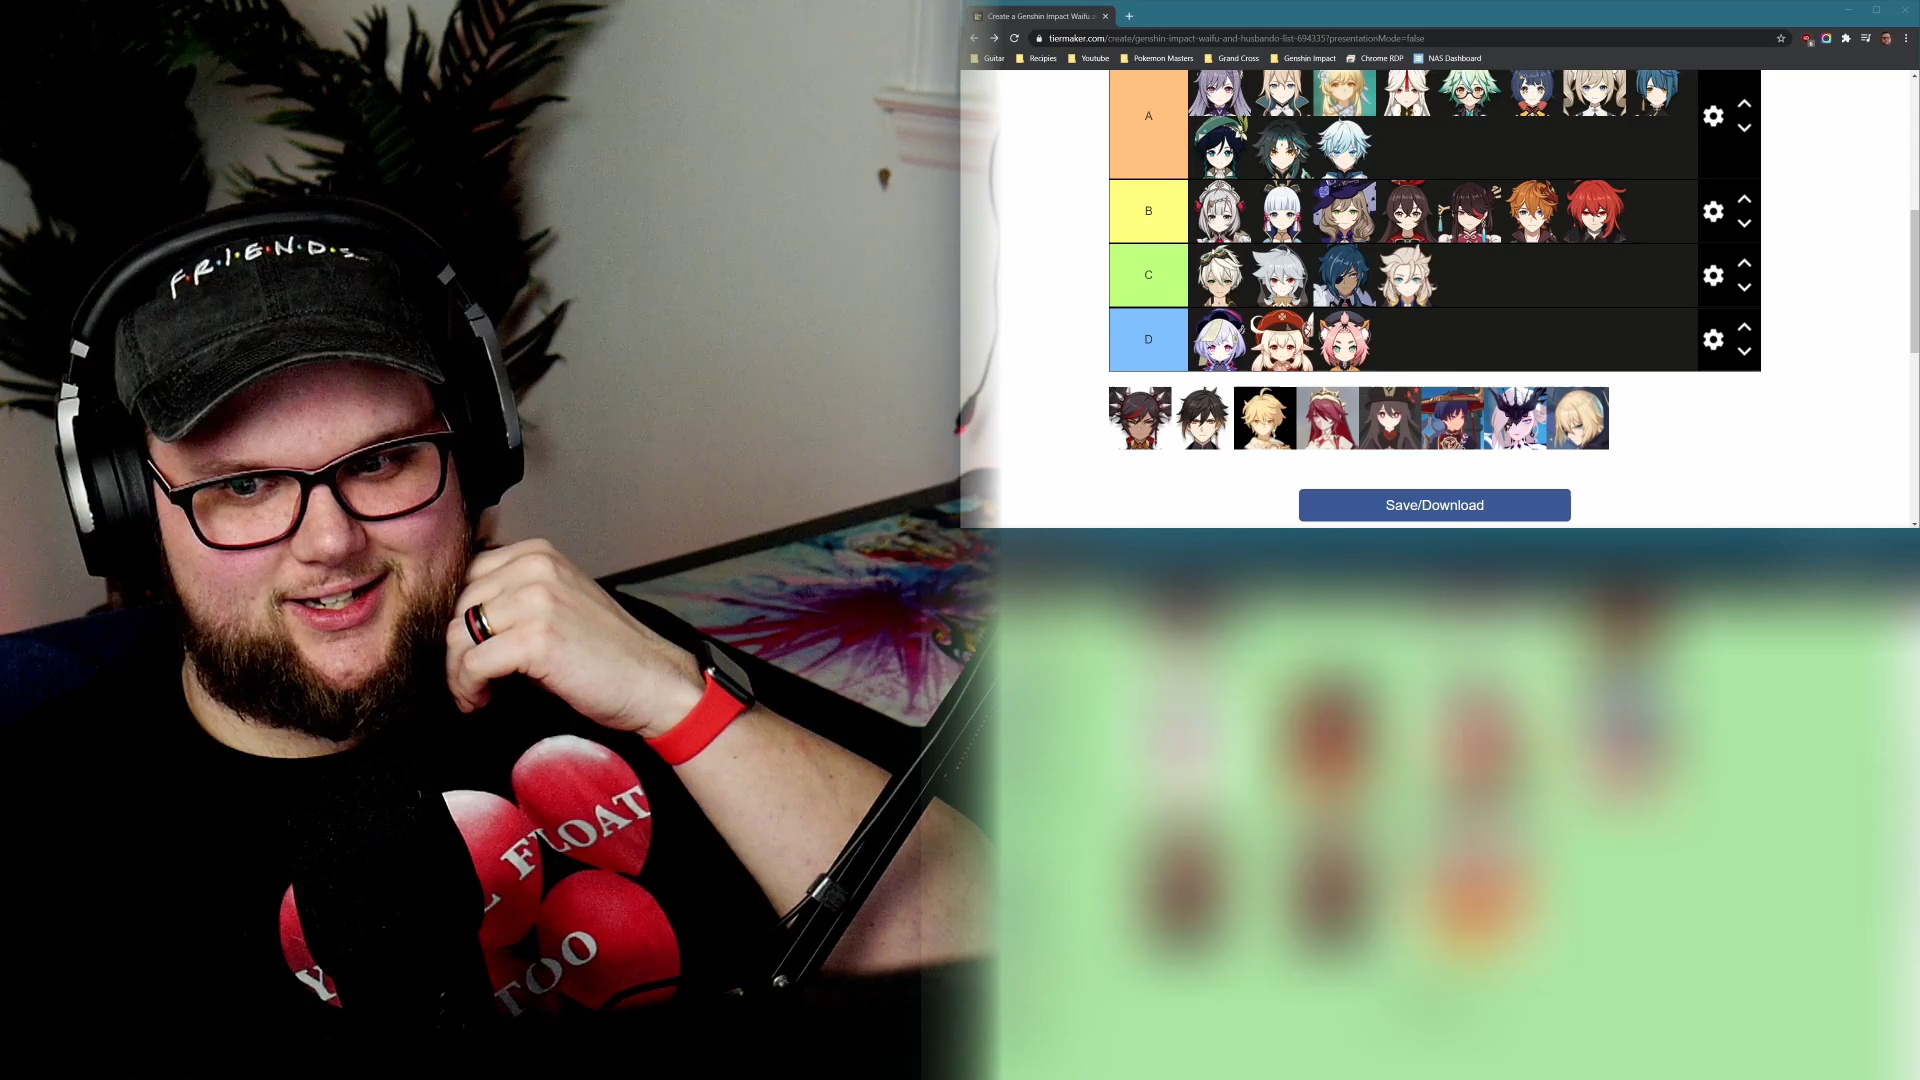 Create a Genshin Impact Waifu a
tiermaker.com/create/genshin-impact-waifu-and-husbando-list-694335?presentationMode=false
Guitar Recipies Youtube Pokemon Masters Grand Cross Genshin Impact Chrome RDP NAS Dashboard
A
B
C
D
Save/Download
F·R·I·E·N·D·S
FLOAT
TOO